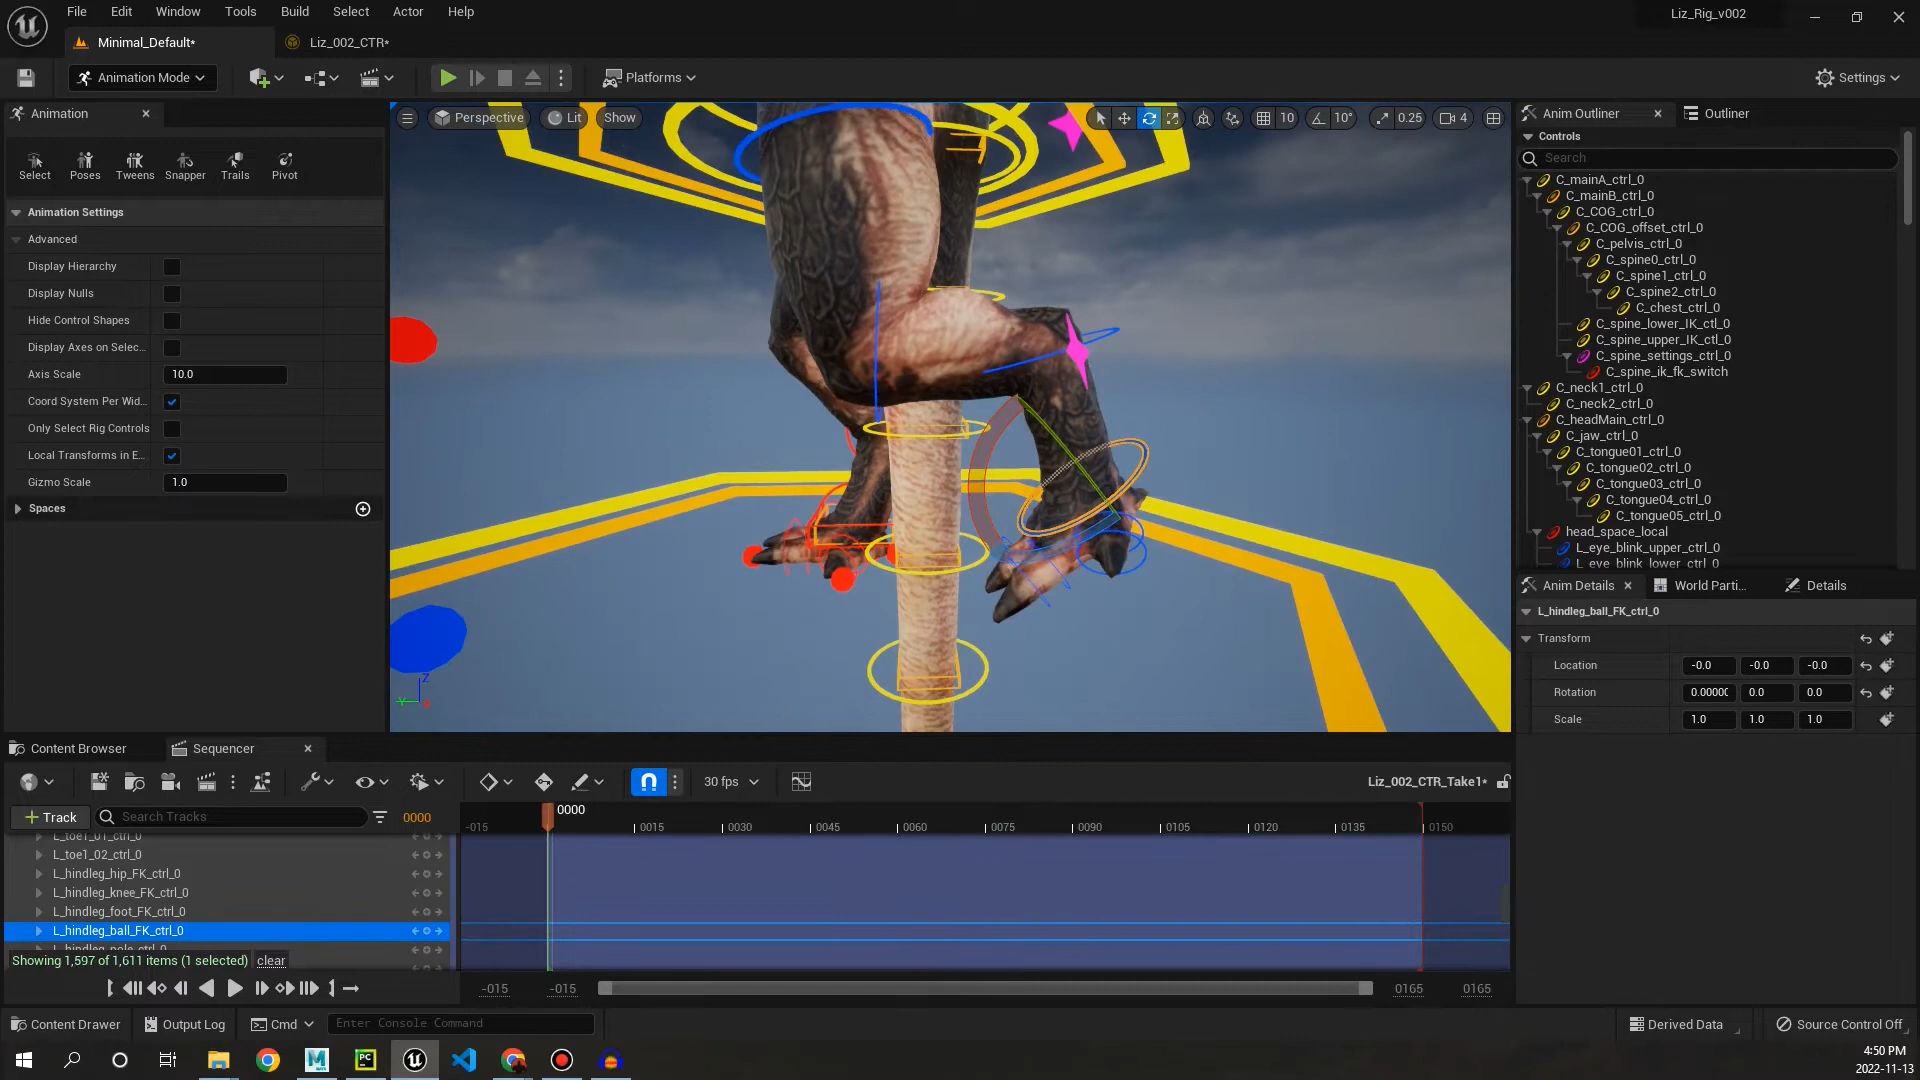 File Edit Window Tools Build Select Actor Help
Liz_Rig_v002
Minimal_Default*
Liz_002_CTR*
Animation Mode
Platforms
Settings
Animation
Perspective
Lit
Show
10
10°
0.25
4
Anim Outliner
Outliner
Controls
Search
Select
Poses
Tweens
Snapper
Trails
Pivot
Animation Settings
Advanced
Display Hierarchy
Display Nulls
Hide Control Shapes
Display Axes on Selec...
Axis Scale
10.0
Coord System Per Wid...
Only Select Rig Controls
Local Transforms in E...
Gizmo Scale
1.0
Spaces
C_mainA_ctrl_0
C_mainB_ctrl_0
C_COG_ctrl_0
C_COG_offset_ctrl_0
C_pelvis_ctrl_0
C_spine0_ctrl_0
C_spine1_ctrl_0
C_spine2_ctrl_0
C_chest_ctrl_0
C_spine_lower_IK_ctl_0
C_spine_upper_IK_ctl_0
C_spine_settings_ctrl_0
C_spine_ik_fk_switch
C_neck1_ctrl_0
C_neck2_ctrl_0
C_headMain_ctrl_0
C_jaw_ctrl_0
C_tongue01_ctrl_0
C_tongue02_ctrl_0
C_tongue03_ctrl_0
C_tongue04_ctrl_0
C_tongue05_ctrl_0
head_space_local
L_eye_blink_upper_ctrl_0
L_eye_blink_lower_ctrl_0
Anim Details
World Parti...
Details
L_hindleg_ball_FK_ctrl_0
Transform
Location
-0.0
-0.0
-0.0
Rotation
0.0000
0.0
0.0
Scale
1.0
1.0
1.0
Z
Content Browser
Sequencer
30 fps
Liz_002_CTR_Take1*
Track
Search Tracks
0000
0000
-015
0015
0030
0045
0060
0075
0090
0105
0120
0135
0150
L_toe1_01_ctrl_0
L_toe1_02_ctrl_0
L_hindleg_hip_FK_ctrl_0
L_hindleg_knee_FK_ctrl_0
L_hindleg_foot_FK_ctrl_0
L_hindleg_ball_FK_ctrl_0
L_hindleg_pole_ctrl_0
Showing 1,597 of 1,611 items (1 selected)
clear
-015
-015
0165
0165
Content Drawer
Output Log
Cmd
Enter Console Command
Derived Data
Source Control Off
4:50 PM
2022-11-13